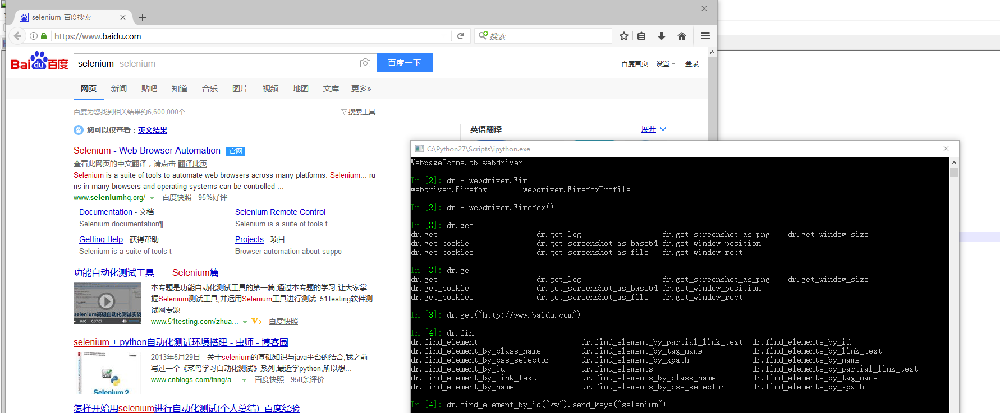 selenium_百度搜索
https://www.baidu.com
搜索
Bai du 百度
selenium selenium
百度一下
百度首页 设置 登录
网页 新闻 贴吧 知道 音乐 图片 视频 地图 文库 更多»
百度为您找到相关结果约6,600,000个
搜索工具
您可以仅查看：英文结果
英语翻译
展开
Selenium - Web Browser Automation 官网
查看此网页的中文翻译，请点击 翻译此页
Selenium is a suite of tools to automate web browsers across many platforms. Selenium... ru
ns in many browsers and operating systems can be controlled ...
www.seleniumhq.org/ - 百度快照 - 95%好评
Documentation - 文档
Selenium Remote Control
Selenium documentation¶...
Selenium is a suite of tools t
Getting Help - 获得帮助
Projects - 项目
Selenium is a suite of tools t
Browser automation about suppo
功能自动化测试工具——Selenium篇
本专题是功能自动化测试工具的第一篇,通过本专题的学习,让大家掌
握Selenium测试工具,并运用Selenium工具进行测试_51Testing软件测
试网专题
selenium高级自动化测试实战
0:00 0:37:07
www.51testing.com/zhua... V3 - 百度快照
selenium + python自动化测试环境搭建 - 虫师 - 博客园
2013年5月29日 - 关于selenium的基础知识与java平台的结合,我之前
写过一个《菜鸟学习自动化测试》系列,最近学python,所以想...
Selenium 2
www.cnblogs.com/fnng/a... - 百度快照 - 958条评价
怎样开始用selenium进行自动化测试(个人总结)_百度经验
C:\Python27\Scripts\ipython.exe
WebpageIcons.db webdriver
In [2]: dr = webdriver.Fir
webdriver.Firefox webdriver.FirefoxProfile
In [2]: dr = webdriver.Firefox()
In [3]: dr.get
dr.get dr.get_log dr.get_screenshot_as_png dr.get_window_size
dr.get_cookie dr.get_screenshot_as_base64 dr.get_window_position
dr.get_cookies dr.get_screenshot_as_file dr.get_window_rect
In [3]: dr.ge
dr.get dr.get_log dr.get_screenshot_as_png dr.get_window_size
dr.get_cookie dr.get_screenshot_as_base64 dr.get_window_position
dr.get_cookies dr.get_screenshot_as_file dr.get_window_rect
In [3]: dr.get("http://www.baidu.com")
In [4]: dr.fin
dr.find_element dr.find_element_by_partial_link_text dr.find_elements_by_id
dr.find_element_by_class_name dr.find_element_by_tag_name dr.find_elements_by_link_text
dr.find_element_by_css_selector dr.find_element_by_xpath dr.find_elements_by_name
dr.find_element_by_id dr.find_elements dr.find_elements_by_partial_link_text
dr.find_element_by_link_text dr.find_elements_by_class_name dr.find_elements_by_tag_name
dr.find_element_by_name dr.find_elements_by_css_selector dr.find_elements_by_xpath
In [4]: dr.find_element_by_id("kw").send_keys("selenium")